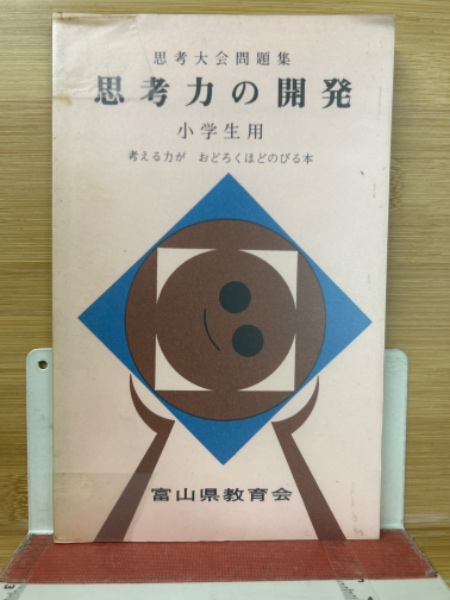 思考大会問題集
思考力の開発
小学生用
考える力が　おどろくほどのびる本
富山県教育会